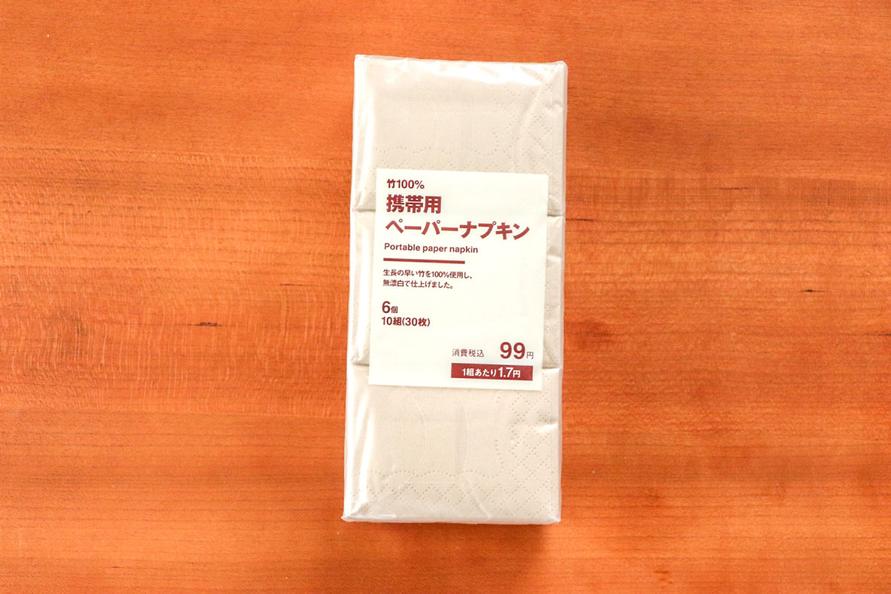 竹100%
携帯用
ペーパーナプキン
Portable paper napkin
生長の早い竹を100%使用し、
無漂白で仕上げました。
6個
10組(30枚)
消費税込 99円
1組あたり1.7円